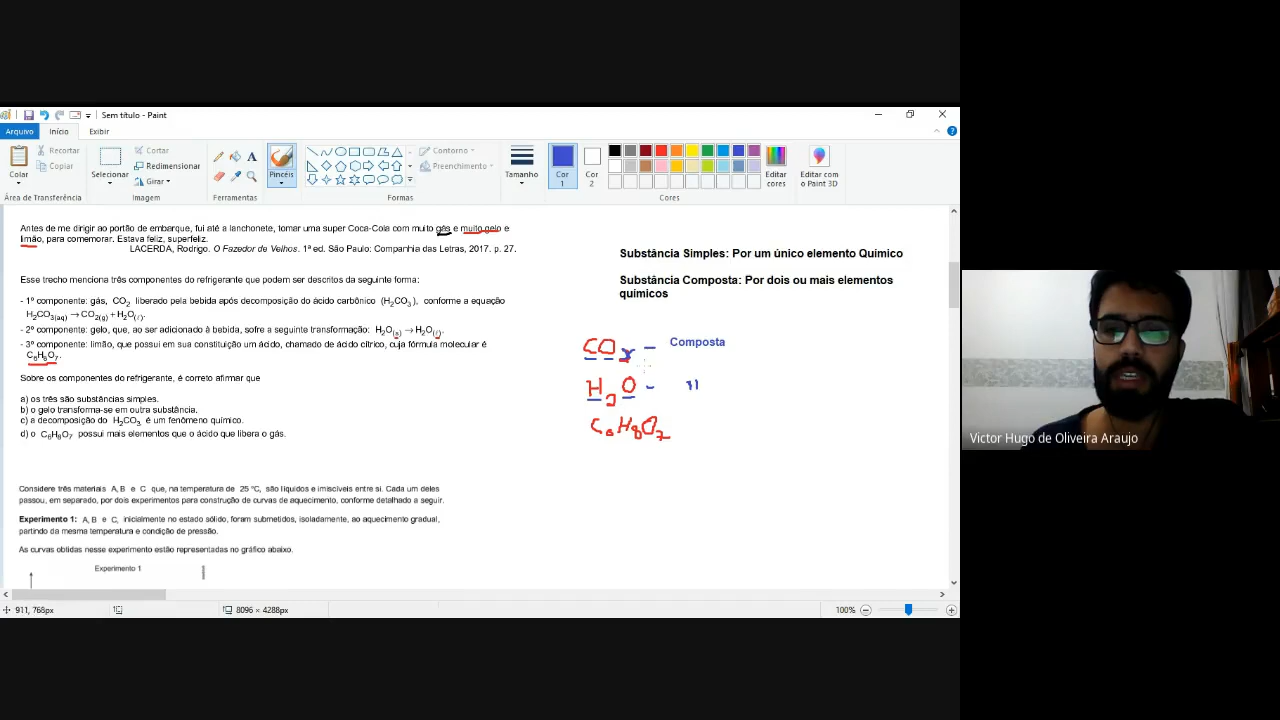 Sem título - Paint
Arquivo Início Exibir
Colar
Recortar
Copiar
Área de Transferência
Selecionar
Cortar
Redimensionar
Girar
Imagem
Ferramentas
Pincéis
Contorno
Preenchimento
Formas
Tamanho
Cor 1
Cor 2
Editar cores
Editar com o Paint 3D
Cores
Antes de me dirigir ao portão de embarque, fui até a lanchonete, tomar uma super Coca-Cola com muito gás e muito gelo e
limão, para comemorar. Estava feliz, superfeliz.
LACERDA, Rodrigo. O Fazedor de Velhos. 1ª ed. São Paulo: Companhia das Letras, 2017. p. 27.
Esse trecho menciona três componentes do refrigerante que podem ser descritos da seguinte forma:
- 1º componente: gás, CO2 liberado pela bebida após decomposição do ácido carbônico (H2CO3), conforme a equação
H2CO3(aq) → CO2(g) + H2O(ℓ).
- 2º componente: gelo, que, ao ser adicionado à bebida, sofre a seguinte transformação: H2O(s) → H2O(ℓ).
- 3º componente: limão, que possui em sua constituição um ácido, chamado de ácido cítrico, cuja fórmula molecular é
C6H8O7.
Sobre os componentes do refrigerante, é correto afirmar que
a) os três são substâncias simples.
b) o gelo transforma-se em outra substância.
c) a decomposição do H2CO3 é um fenômeno químico.
d) o C6H8O7 possui mais elementos que o ácido que libera o gás.
Considere três materiais A, B e C que, na temperatura de 25 ºC, são líquidos e imiscíveis entre si. Cada um deles
passou, em separado, por dois experimentos para construção de curvas de aquecimento, conforme detalhado a seguir.
Experimento 1: A, B e C, inicialmente no estado sólido, foram submetidos, isoladamente, ao aquecimento gradual,
partindo da mesma temperatura e condição de pressão.
As curvas obtidas nesse experimento estão representadas no gráfico abaixo.
Experimento 1
Substância Simples: Por um único elemento Químico
Substância Composta: Por dois ou mais elementos
químicos
CO2 - Composta
H2O - "
C6H8O7
Victor Hugo de Oliveira Araujo
911, 768px
8096 × 4288px
100%